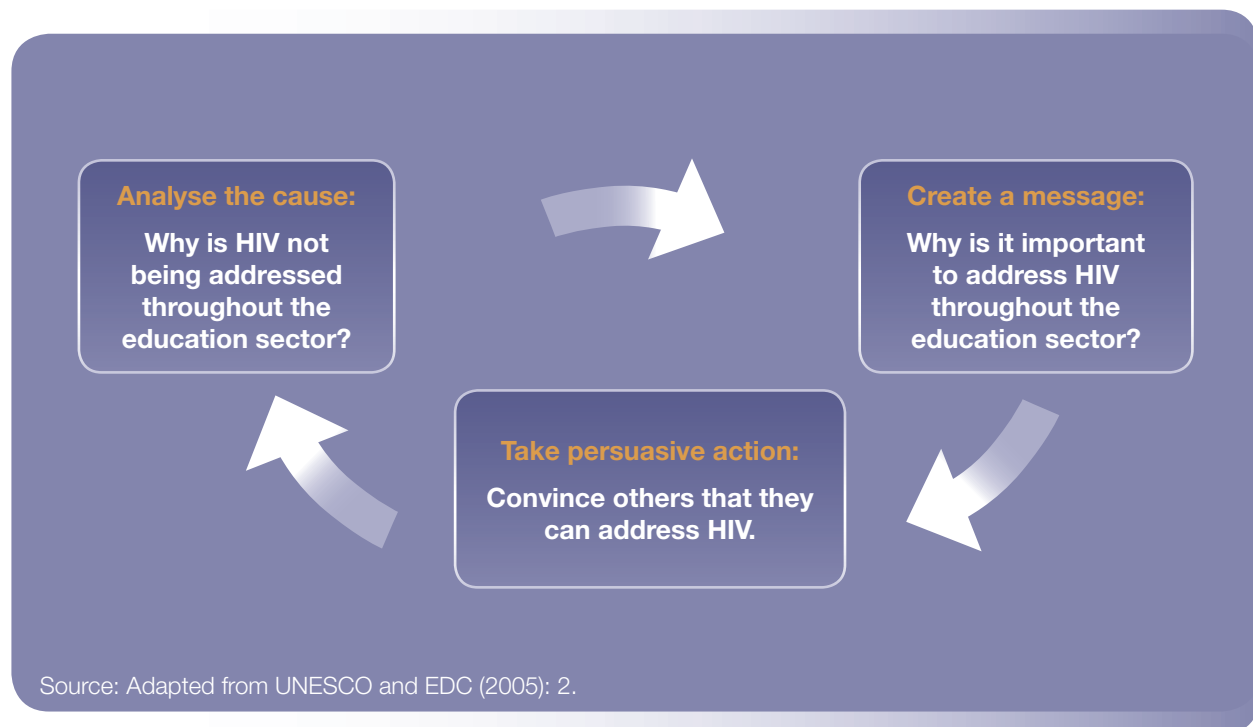 Analyse the cause:
Why is HIV not
being addressed
throughout the
education sector?
Create a message:
Why is it important
to address HIV
throughout the
education sector?
Take persuasive action:
Convince others that they
can address HIV.
Source: Adapted from UNESCO and EDC (2005): 2.